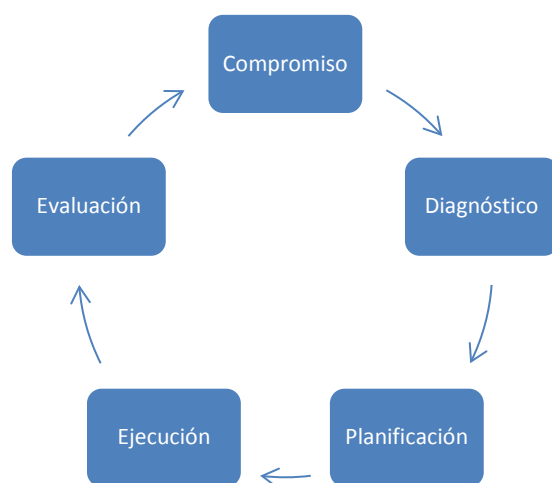 Compromiso
Diagnóstico
Planificación
Ejecución
Evaluación